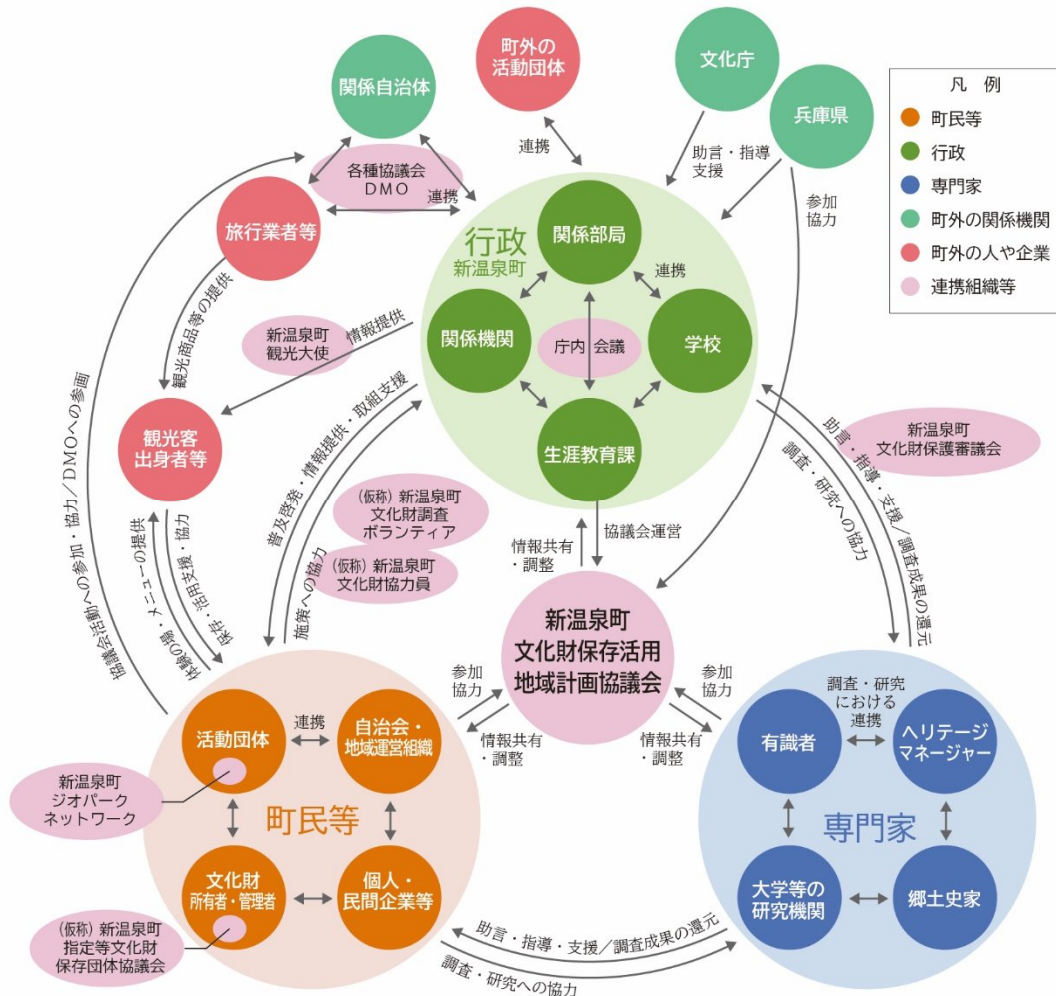 関係自治体
町外の
活動団体
文化庁
兵庫県
凡 例
町民等
行政
専門家
町外の関係機関
町外の人や企業
連携組織等
各種協議会
DMO
連携
連携
助言・指導
支援
参加
協力
旅行業者等
行政
新温泉町
関係部局
連携
関係機関
庁内 会議
学校
生涯教育課
観光商品等の提供
新温泉町
観光大使
情報提供
観光客
出身者等
協議会活動への参加・協力/DMOへの参画
普及啓発・情報提供・取組支援
施策への協力
(仮称)新温泉町
文化財調査
ボランティア
(仮称)新温泉町
文化財協力員
体験の場・メニューの提供
保存・活用支援・協力
情報共有
・調整
協議会運営
助言・指導・支援/調査成果の還元
調査・研究への協力
新温泉町
文化財保護審議会
新温泉町
文化財保存活用
地域計画協議会
参加
協力
情報共有
・調整
参加
協力
情報共有
・調整
活動団体
連携
自治会・
地域運営組織
新温泉町
ジオパーク
ネットワーク
町民等
文化財
所有者・管理者
個人・
民間企業等
(仮称)新温泉町
指定等文化財
保存団体協議会
調査・研究
における
連携
有識者
ヘリテージ
マネージャー
専門家
大学等の
研究機関
郷土史家
助言・指導・支援/調査成果の還元
調査・研究への協力